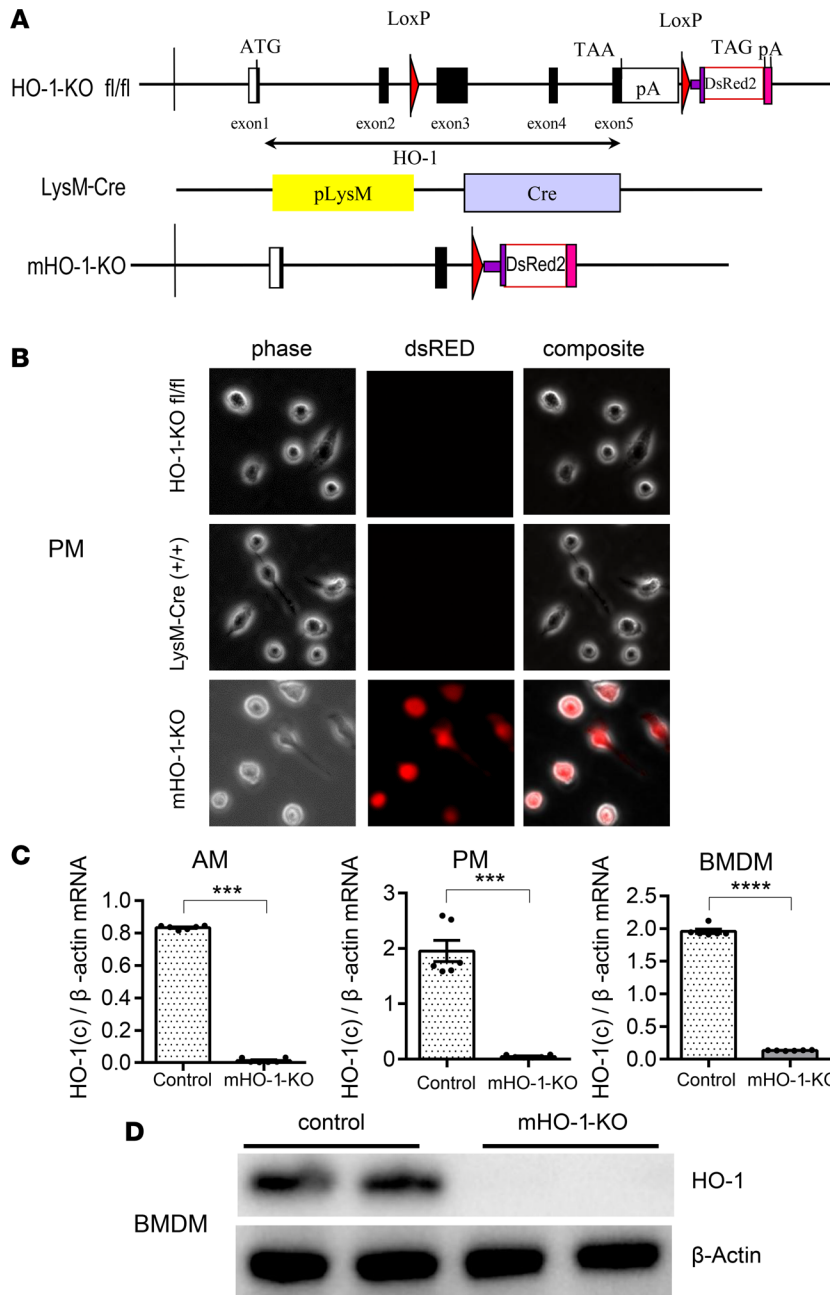 A
LoxP LoxP
ATG TAA TAG pA
HO-1-KO fl/fl pA DsRed2
exon1 exon2 exon3 exon4 exon5
HO-1
LysM-Cre pLysM Cre
mHO-1-KO DsRed2
B
phase dsRED composite
HO-1-KO fl/fl
PM
LysM-Cre (+/+)
mHO-1-KO
C
AM
HO-1(c) / β -actin mRNA
***
1.0
0.8
0.6
0.4
0.2
0.0
Control mHO-1-KO
PM
HO-1(c) / β -actin mRNA
***
3
2
1
0
Control mHO-1-KO
BMDM
HO-1(c) / β -actin mRNA
****
2.5
2.0
1.5
1.0
0.5
0.0
Control mHO-1-KO
D
control mHO-1-KO
HO-1
BMDM
β-Actin